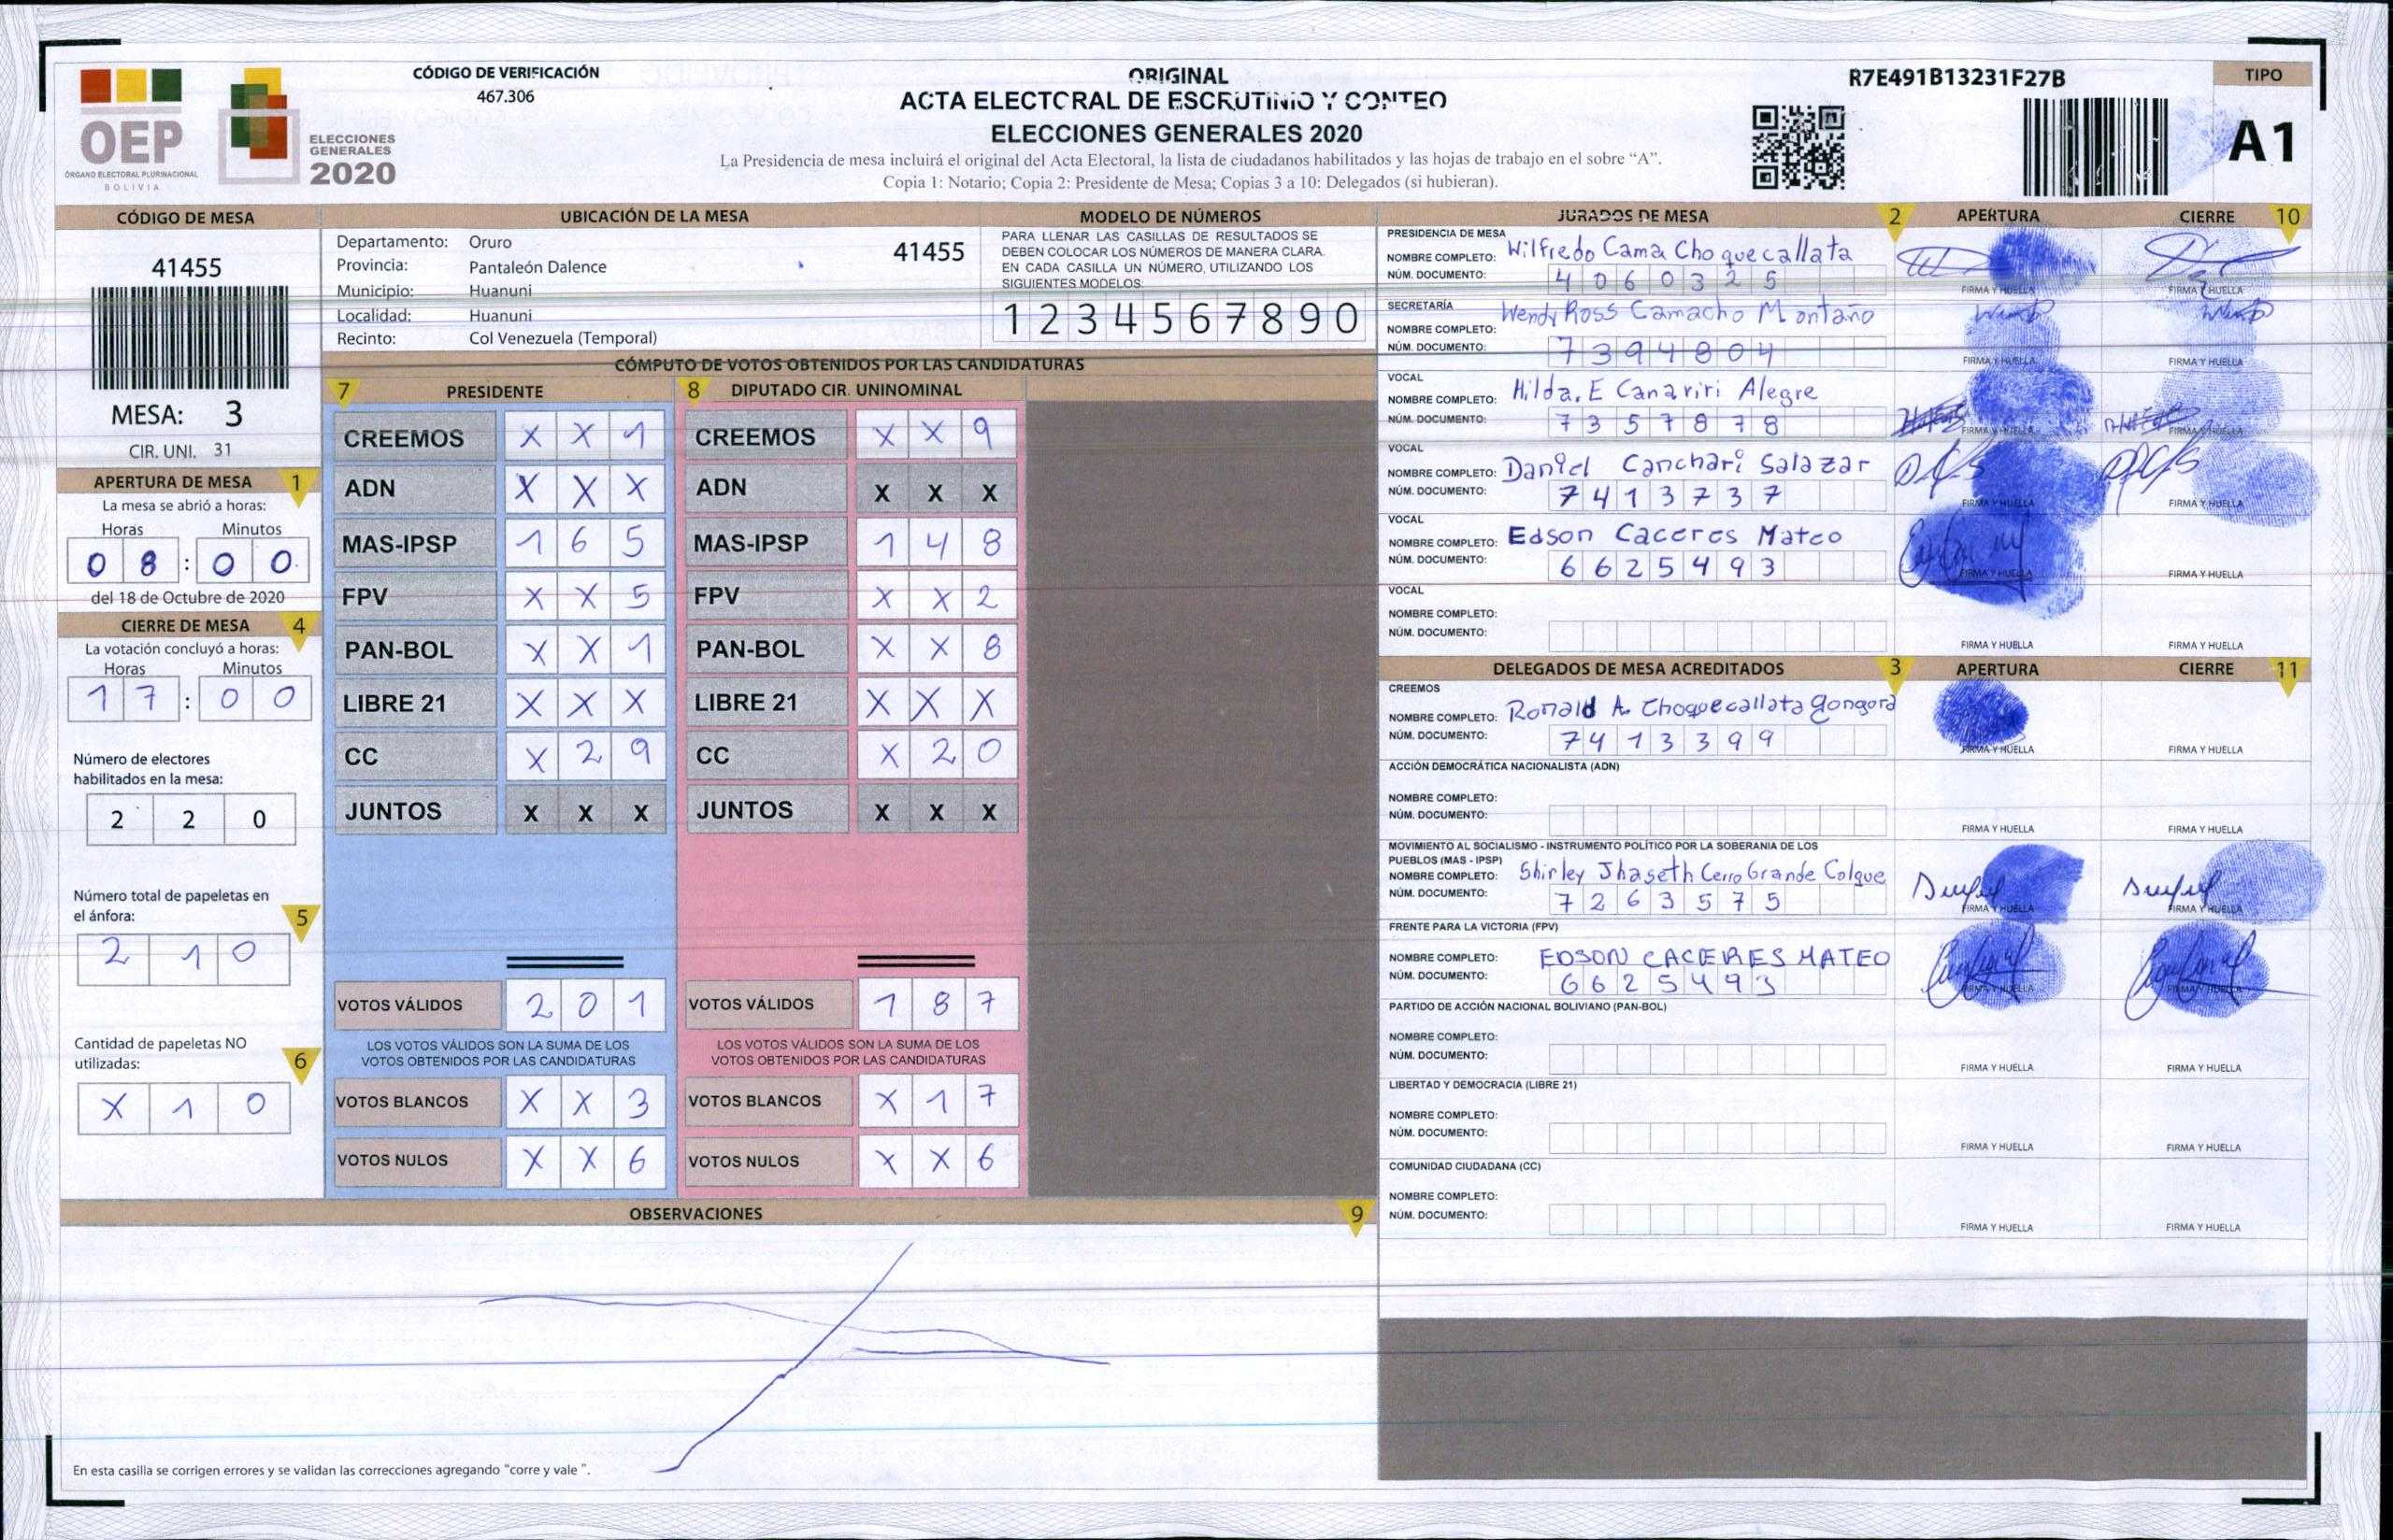 OEP
ÓRGANO ELECTORAL PLURINACIONAL
BOLIVIA
ELECCIONES
GENERALES
2020
CÓDIGO DE VERIFICACIÓN
467.306
ORIGINAL
ACTA ELECTORAL DE ESCRUTINIO Y CONTEO
ELECCIONES GENERALES 2020
La Presidencia de mesa incluirá el original del Acta Electoral, la lista de ciudadanos habilitados y las hojas de trabajo en el sobre “A”.
Copia 1: Notario; Copia 2: Presidente de Mesa; Copias 3 a 10: Delegados (si hubieran).
R7E491B13231F27B
TIPO
A1
CÓDIGO DE MESA
41455
MESA: 3
CIR. UNI. 31
UBICACIÓN DE LA MESA
Departamento: Oruro
41455
Provincia: Pantaleón Dalence
Municipio: Huanuni
Localidad: Huanuni
Recinto: Col Venezuela (Temporal)
MODELO DE NÚMEROS
PARA LLENAR LAS CASILLAS DE RESULTADOS SE
DEBEN COLOCAR LOS NÚMEROS DE MANERA CLARA.
EN CADA CASILLA UN NÚMERO, UTILIZANDO LOS
SIGUIENTES MODELOS:
1 2 3 4 5 6 7 8 9 0
APERTURA DE MESA 1
La mesa se abrió a horas:
Horas Minutos
0 8 : 0 0
del 18 de Octubre de 2020
CIERRE DE MESA 4
La votación concluyó a horas:
Horas Minutos
1 7 : 0 0
Número de electores
habilitados en la mesa:
2 2 0
Número total de papeletas en
el ánfora: 5
2 1 0
Cantidad de papeletas NO
utilizadas: 6
X 1 0
CÓMPUTO DE VOTOS OBTENIDOS POR LAS CANDIDATURAS
7 PRESIDENTE
CREEMOS X X 1
ADN X X X
MAS-IPSP 1 6 5
FPV X X 5
PAN-BOL X X 1
LIBRE 21 X X X
CC X 2 9
JUNTOS X X X
VOTOS VÁLIDOS 2 0 1
LOS VOTOS VÁLIDOS SON LA SUMA DE LOS
VOTOS OBTENIDOS POR LAS CANDIDATURAS
VOTOS BLANCOS X X 3
VOTOS NULOS X X 6
8 DIPUTADO CIR. UNINOMINAL
CREEMOS X X 9
ADN X X X
MAS-IPSP 1 4 8
FPV X X 2
PAN-BOL X X 8
LIBRE 21 X X X
CC X 2 0
JUNTOS X X X
VOTOS VÁLIDOS 1 8 7
LOS VOTOS VÁLIDOS SON LA SUMA DE LOS
VOTOS OBTENIDOS POR LAS CANDIDATURAS
VOTOS BLANCOS X 1 7
VOTOS NULOS X X 6
OBSERVACIONES 9
En esta casilla se corrigen errores y se validan las correcciones agregando “corre y vale ”.
JURADOS DE MESA 2 APERTURA CIERRE 10
PRESIDENCIA DE MESA
NOMBRE COMPLETO: Wilfredo Cama Choquecallata
NÚM. DOCUMENTO: 4 0 6 0 3 2 5
FIRMA Y HUELLA FIRMA Y HUELLA
SECRETARÍA
NOMBRE COMPLETO: Wendy Ross Camacho Montaño
NÚM. DOCUMENTO: 7 3 9 4 8 0 4
FIRMA Y HUELLA FIRMA Y HUELLA
VOCAL
NOMBRE COMPLETO: Hilda. E Canaviri Alegre
NÚM. DOCUMENTO: 7 3 5 7 8 7 8
FIRMA Y HUELLA FIRMA Y HUELLA
VOCAL
NOMBRE COMPLETO: Daniel Canchari Salazar
NÚM. DOCUMENTO: 7 4 1 3 7 3 7
FIRMA Y HUELLA FIRMA Y HUELLA
VOCAL
NOMBRE COMPLETO: Edson Caceres Mateo
NÚM. DOCUMENTO: 6 6 2 5 4 9 3
FIRMA Y HUELLA FIRMA Y HUELLA
VOCAL
NOMBRE COMPLETO:
NÚM. DOCUMENTO:
FIRMA Y HUELLA FIRMA Y HUELLA
DELEGADOS DE MESA ACREDITADOS 3 APERTURA CIERRE 11
CREEMOS
NOMBRE COMPLETO: Ronald A. Choquecallata Gongora
NÚM. DOCUMENTO: 7 4 1 3 3 9 9
FIRMA Y HUELLA FIRMA Y HUELLA
ACCIÓN DEMOCRÁTICA NACIONALISTA (ADN)
NOMBRE COMPLETO:
NÚM. DOCUMENTO:
FIRMA Y HUELLA FIRMA Y HUELLA
MOVIMIENTO AL SOCIALISMO - INSTRUMENTO POLÍTICO POR LA SOBERANIA DE LOS
PUEBLOS (MAS - IPSP)
NOMBRE COMPLETO: Shirley Jhaseth Cerro Grande Colque
NÚM. DOCUMENTO: 7 2 6 3 5 7 5
FIRMA Y HUELLA FIRMA Y HUELLA
FRENTE PARA LA VICTORIA (FPV)
NOMBRE COMPLETO: EDSON CACERES MATEO
NÚM. DOCUMENTO: 6 6 2 5 4 9 3
FIRMA Y HUELLA FIRMA Y HUELLA
PARTIDO DE ACCIÓN NACIONAL BOLIVIANO (PAN-BOL)
NOMBRE COMPLETO:
NÚM. DOCUMENTO:
FIRMA Y HUELLA FIRMA Y HUELLA
LIBERTAD Y DEMOCRACIA (LIBRE 21)
NOMBRE COMPLETO:
NÚM. DOCUMENTO:
FIRMA Y HUELLA FIRMA Y HUELLA
COMUNIDAD CIUDADANA (CC)
NOMBRE COMPLETO:
NÚM. DOCUMENTO:
FIRMA Y HUELLA FIRMA Y HUELLA